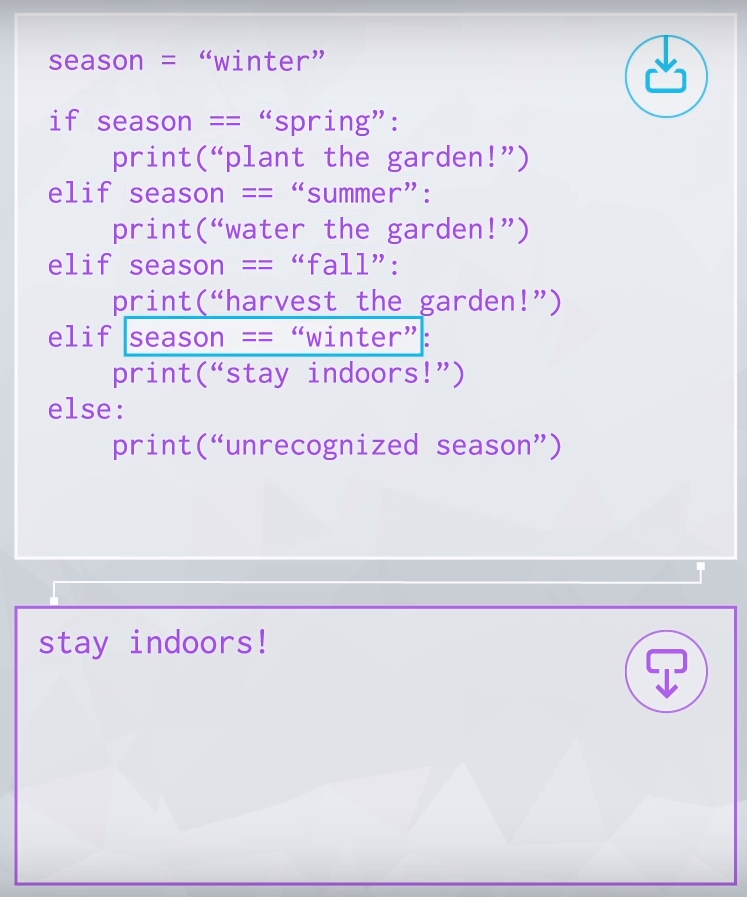 season = “winter”
if season == “spring”:
    print(“plant the garden!”)
elif season == “summer”:
    print(“water the garden!”)
elif season == “fall”:
    print(“harvest the garden!”)
elif season == “winter”:
    print(“stay indoors!”)
else:
    print(“unrecognized season”)
stay indoors!